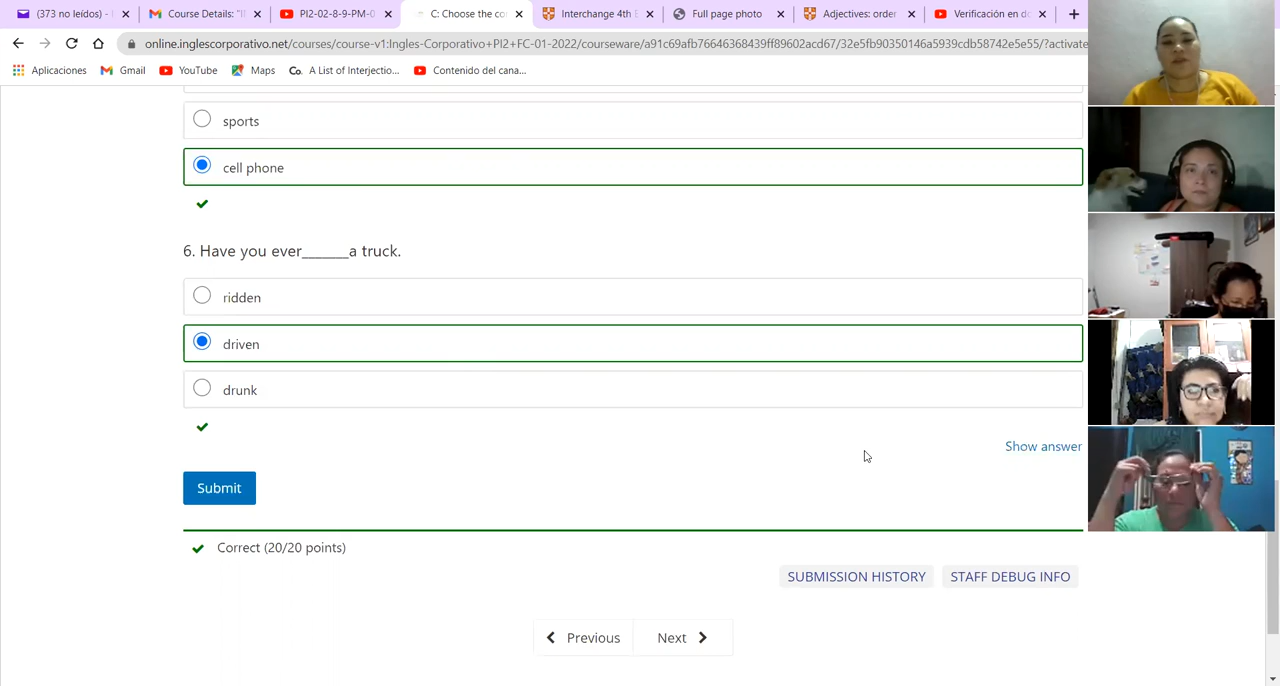 (373 no leídos) -
Course Details: "I
PI2-02-8-9-PM-0
C: Choose the co
Interchange 4th E
Full page photo
Adjectives: order
Verificación en do
online.inglescorporativo.net/courses/course-v1:Ingles-Corporativo+PI2+FC-01-2022/courseware/a91c69afb76646368439ff89602acd67/32e5fb90350146a5939cdb58742e5e55/?activate
Aplicaciones
Gmail
YouTube
Maps
Co. A List of Interjectio...
Contenido del cana...
sports
cell phone
6. Have you ever_______a truck.
ridden
driven
drunk
Show answer
Submit
Correct (20/20 points)
SUBMISSION HISTORY
STAFF DEBUG INFO
Previous
Next